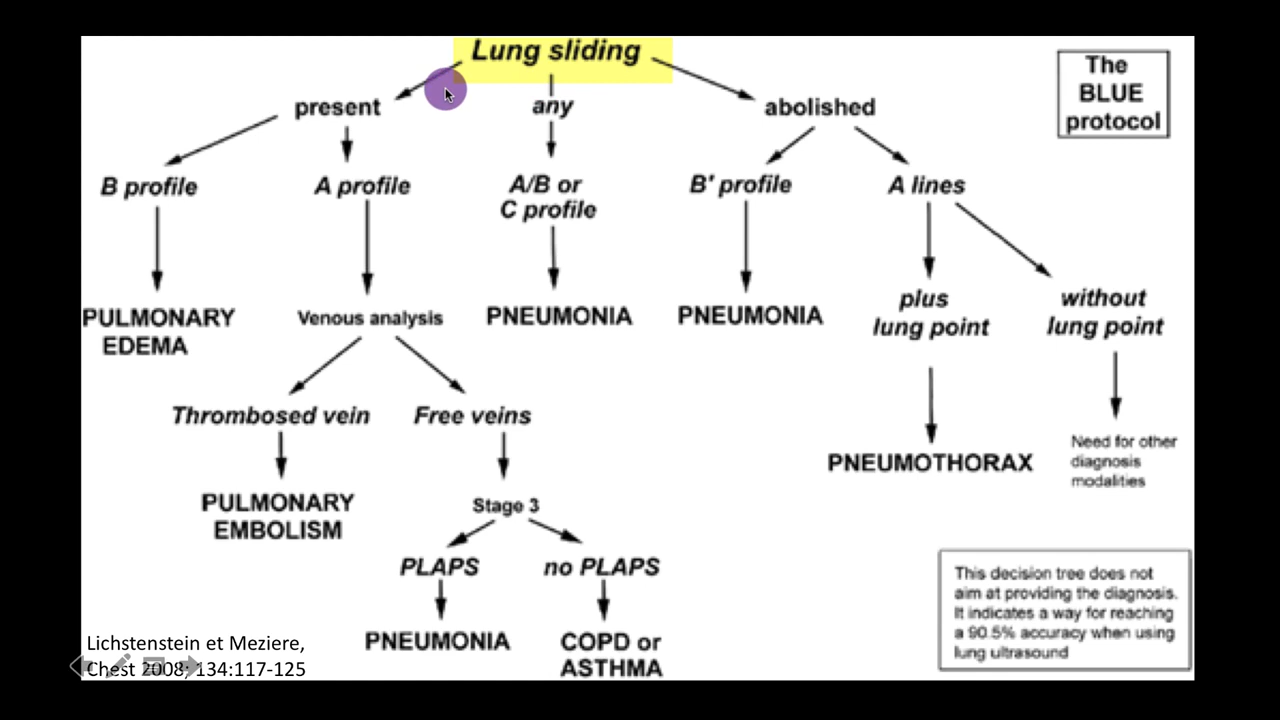 Lung sliding
The
BLUE
protocol
present
any
abolished
B profile
A profile
A/B or
C profile
B' profile
A lines
PULMONARY
EDEMA
Venous analysis
PNEUMONIA
PNEUMONIA
plus
lung point
without
lung point
Thrombosed vein
Free veins
PNEUMOTHORAX
Need for other
diagnosis
modalities
PULMONARY
EMBOLISM
Stage 3
PLAPS
no PLAPS
PNEUMONIA
COPD or
ASTHMA
This decision tree does not
aim at providing the diagnosis.
It indicates a way for reaching
a 90.5% accuracy when using
lung ultrasound
Lichstenstein et Meziere,
Chest 2008; 134:117-125